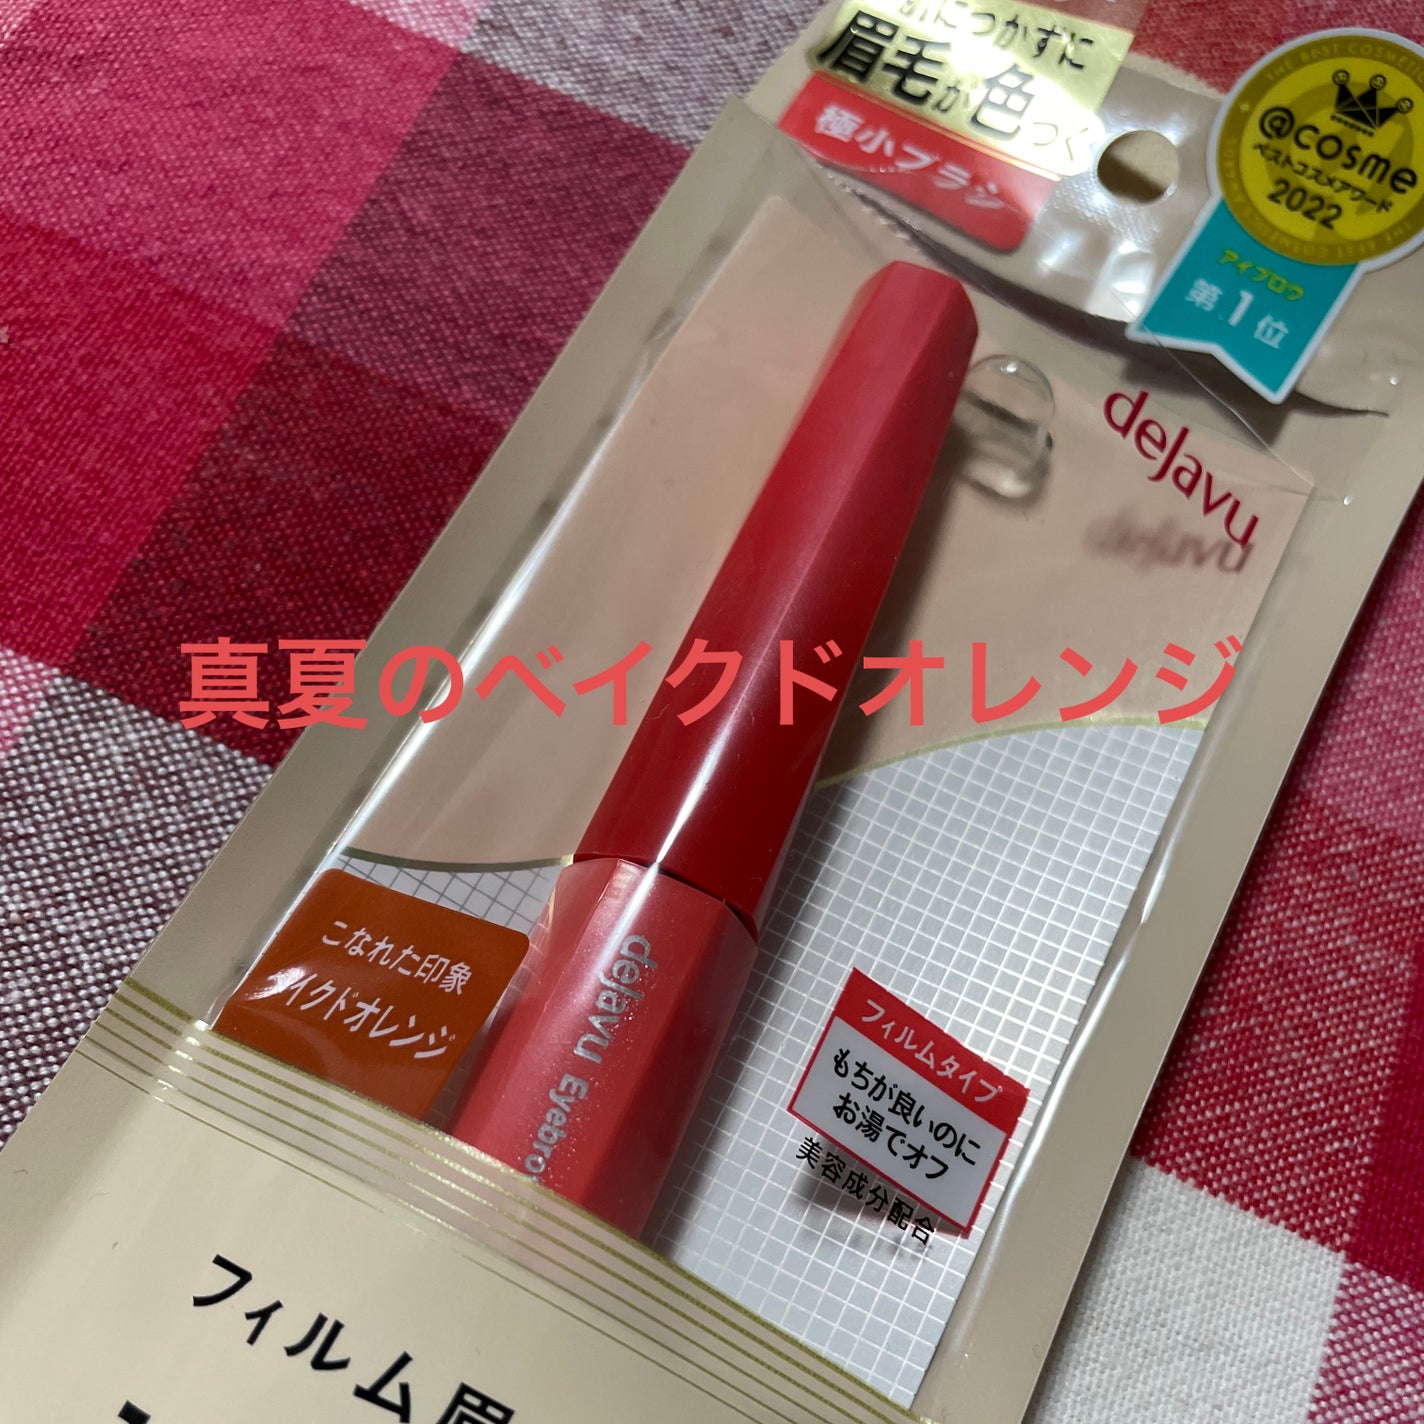 につかずに
眉毛が色づく
極小ブラシ
THE BEST COSMETICS
@cosme
ベストコスメアワード
2022
アイブロウ
第1位
dejavu
真夏のベイクドオレンジ
こなれた印象
イクドオレンジ
dejavu Eyebro
フィルムタイプ
もちが良いのに
お湯でオフ
美容成分配合
フィルム眉